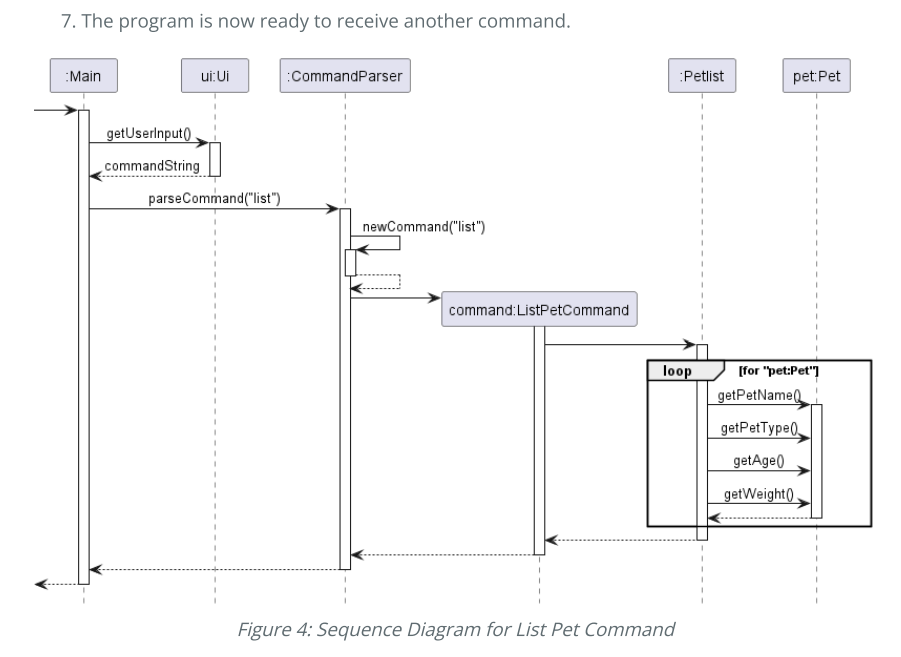 7. The program is now ready to receive another command.
:Main
ui:Ui
:CommandParser
:Petlist
pet:Pet
getUserInput()
commandString
parseCommand("list")
newCommand("list")
command:ListPetCommand
loop
[for "pet:Pet"]
getPetName()
getPetType()
getAge()
getWeight()
Figure 4: Sequence Diagram for List Pet Command